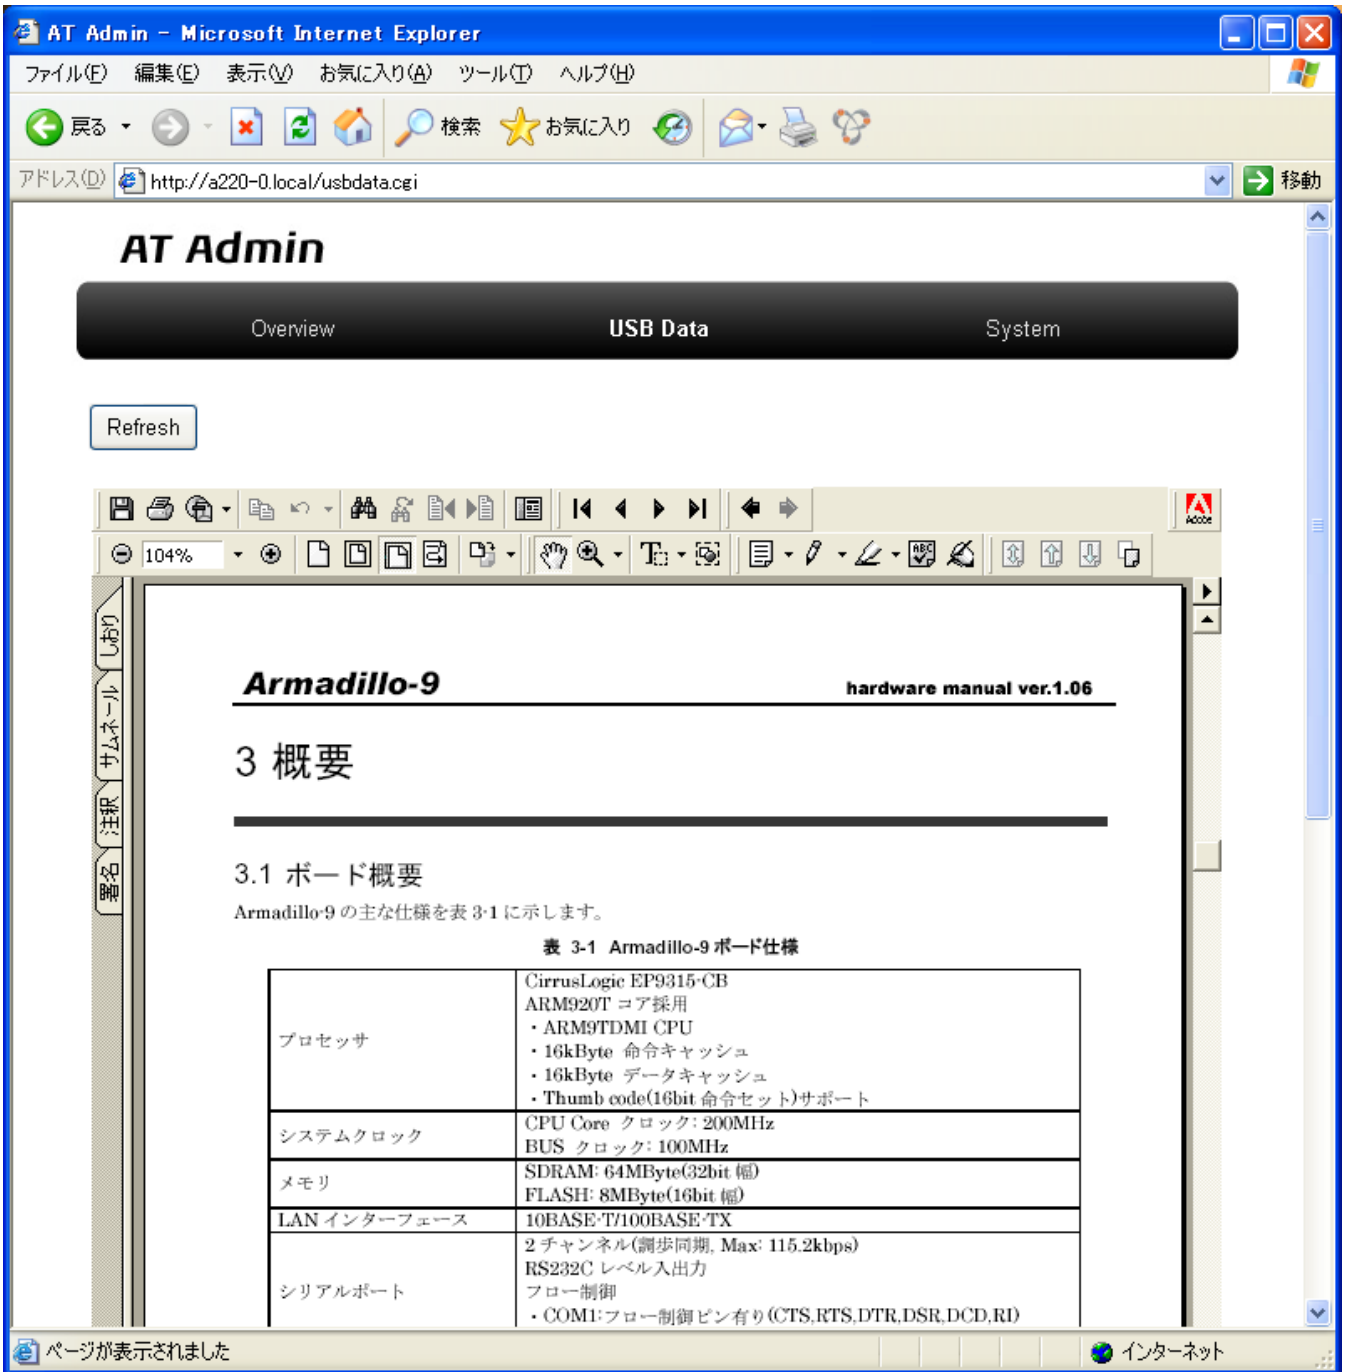 AT Admin - Microsoft Internet Explorer
ファイル(F) 編集(E) 表示(V) お気に入り(A) ツール(T) ヘルプ(H)
戻る 検索 お気に入り
アドレス(D) http://a220-0.local/usbdata.cgi 移動
AT Admin
Overview USB Data System
Refresh
Adobe
104%
ABC
しおり
サムネール
注釈
署名
Armadillo-9 hardware manual ver.1.06
3 概要
3.1 ボード概要
Armadillo-9 の主な仕様を表 3-1 に示します。
表 3-1 Armadillo-9 ボード仕様
プロセッサ
CirrusLogic EP9315-CB
ARM920T コア採用
・ARM9TDMI CPU
・16kByte 命令キャッシュ
・16kByte データキャッシュ
・Thumb code(16bit 命令セット)サポート
システムクロック
CPU Core クロック: 200MHz
BUS クロック: 100MHz
メモリ
SDRAM: 64MByte(32bit 幅)
FLASH: 8MByte(16bit 幅)
LAN インターフェース 10BASE-T/100BASE-TX
シリアルポート
2 チャンネル(調歩同期, Max: 115.2kbps)
RS232C レベル入出力
フロー制御
・COM1:フロー制御ピン有り(CTS,RTS,DTR,DSR,DCD,RI)
ページが表示されました インターネット